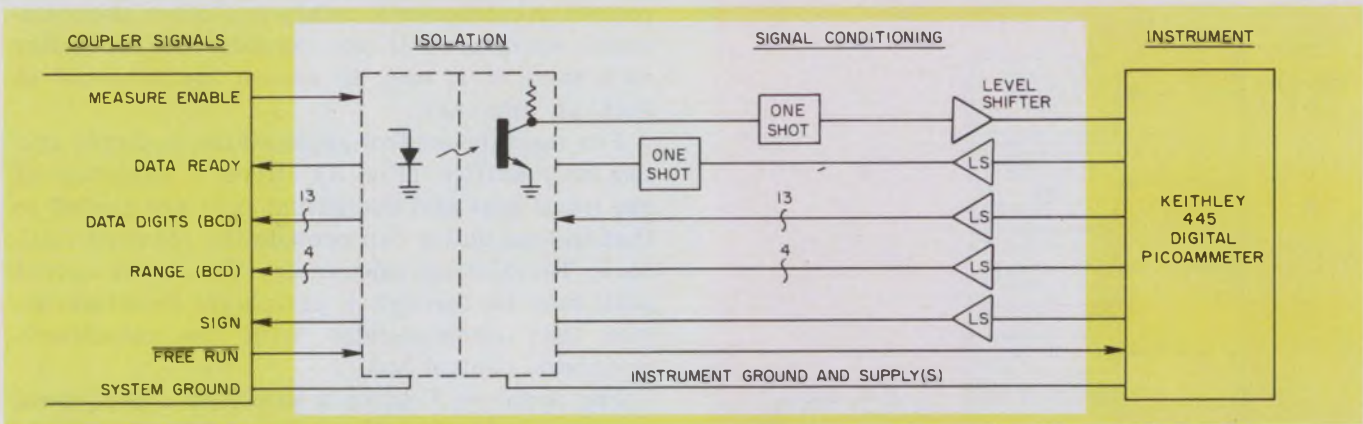 COUPLER SIGNALS
ISOLATION
SIGNAL CONDITIONING
INSTRUMENT
MEASURE ENABLE
DATA READY
DATA DIGITS (BCD)
RANGE (BCD)
SIGN
FREE RUN
SYSTEM GROUND
13
4
ONE
SHOT
ONE
SHOT
LEVEL
SHIFTER
LS
13
LS
4
LS
LS
INSTRUMENT GROUND AND SUPPLY(S)
KEITHLEY
445
DIGITAL
PICOAMMETER